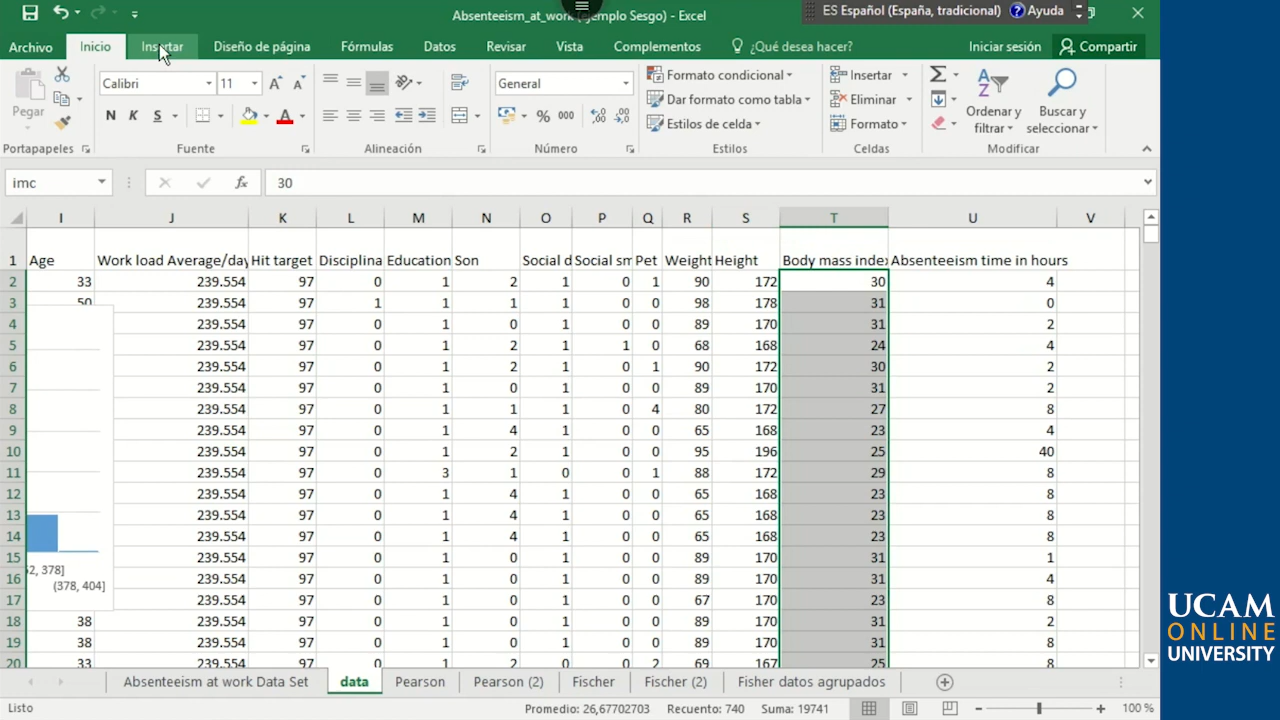 Absenteeism_at_work (ejemplo Sesgo) - Excel
ES Español (España, tradicional) Ayuda
Archivo Inicio Insertar Diseño de página Fórmulas Datos Revisar Vista Complementos ¿Qué desea hacer? Iniciar sesión Compartir
Pegar
Calibri 11
N K S
General
% 000
Formato condicional
Dar formato como tabla
Estilos de celda
Insertar
Eliminar
Formato
Ordenar y filtrar
Buscar y seleccionar
Portapapeles Fuente Alineación Número Estilos Celdas Modificar
imc fx 30
I J K L M N O P Q R S T U V
1 Age Work load Average/day Hit target Disciplina Education Son Social d Social sm Pet Weight Height Body mass index Absenteeism time in hours
2 33 239.554 97 0 1 2 1 0 1 90 172 30 4
3 50 239.554 97 1 1 1 1 0 0 98 178 31 0
4 239.554 97 0 1 0 1 0 0 89 170 31 2
5 239.554 97 0 1 2 1 1 0 68 168 24 4
6 239.554 97 0 1 2 1 0 1 90 172 30 2
7 239.554 97 0 1 0 1 0 0 89 170 31 2
8 239.554 97 0 1 1 1 0 4 80 172 27 8
9 239.554 97 0 1 4 1 0 0 65 168 23 4
10 239.554 97 0 1 2 1 0 0 95 196 25 40
11 239.554 97 0 3 1 0 0 1 88 172 29 8
12 239.554 97 0 1 4 1 0 0 65 168 23 8
13 239.554 97 0 1 4 1 0 0 65 168 23 8
14 239.554 97 0 1 4 1 0 0 65 168 23 8
15 239.554 97 0 1 0 1 0 0 89 170 31 1
16 239.554 97 0 1 0 1 0 0 89 170 31 4
17 239.554 97 0 1 0 1 0 0 67 170 23 8
18 38 239.554 97 0 1 0 1 0 0 89 170 31 2
19 38 239.554 97 0 1 0 1 0 0 89 170 31 8
20 33 239.554 97 0 1 2 0 0 2 69 167 25 8
2, 378]
(378, 404]
Absenteeism at work Data Set data Pearson Pearson (2) Fischer Fischer (2) Fisher datos agrupados
Listo Promedio: 26,67702703 Recuento: 740 Suma: 19741 100 %
UCAM
ONLINE
UNIVERSITY